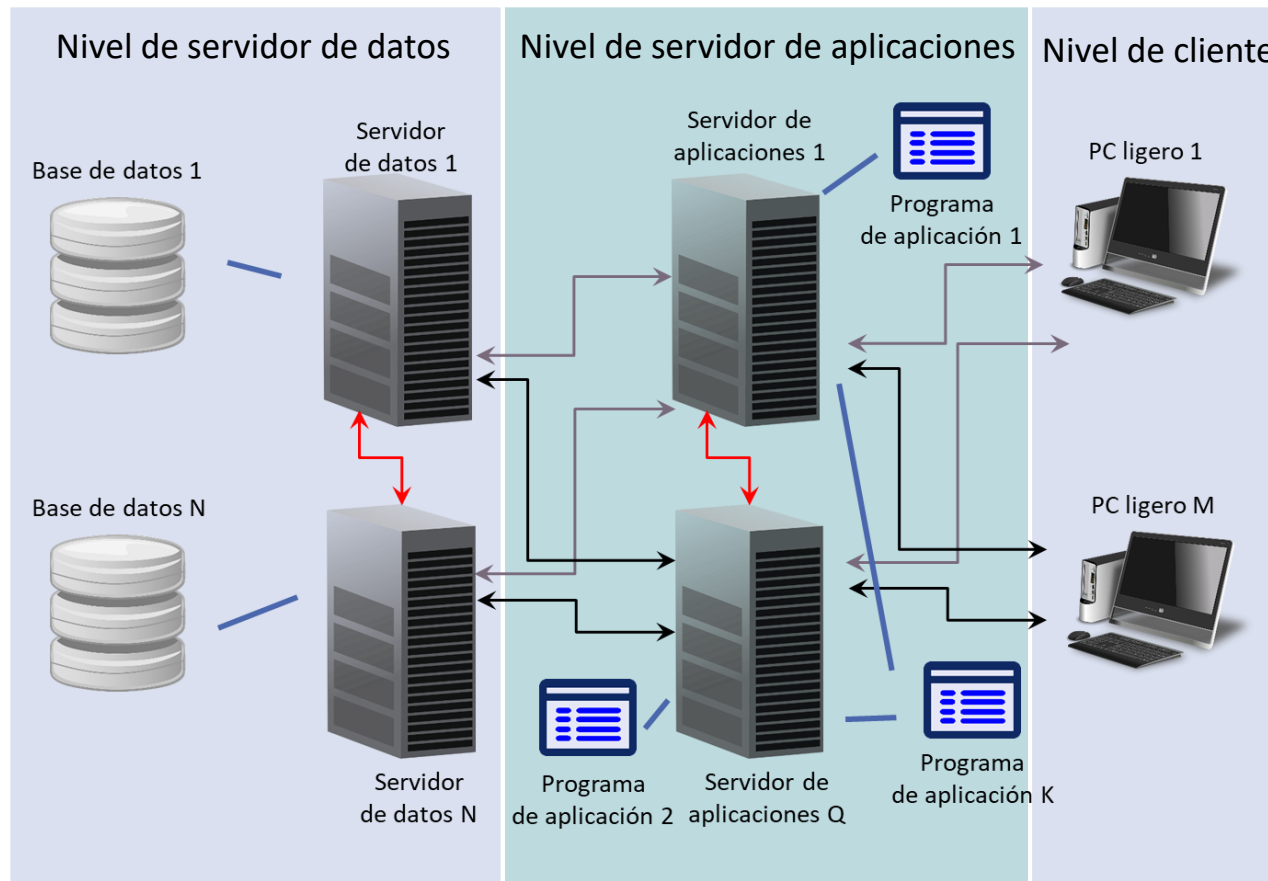 Nivel de servidor de datos
Nivel de servidor de aplicaciones
Nivel de cliente
Servidor
de datos 1
Base de datos 1
Servidor de
aplicaciones 1
Programa
de aplicación 1
PC ligero 1
Base de datos N
PC ligero M
Servidor
de datos N
Programa
de aplicación 2
Servidor de
aplicaciones Q
Programa
de aplicación K